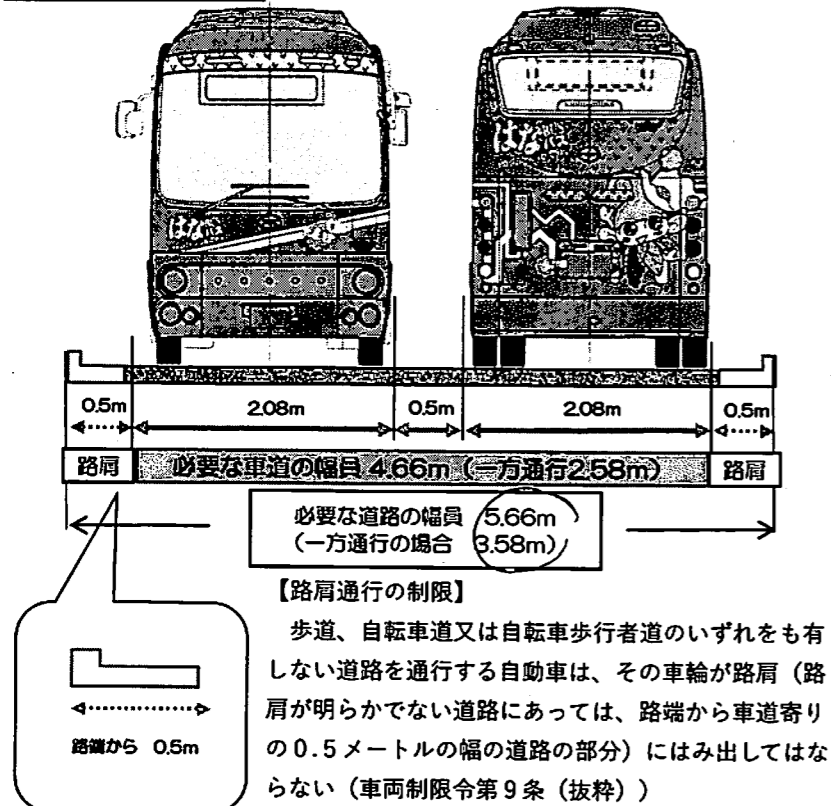 はなバス
はなバス
0.5m
2.08m
0.5m
2.08m
0.5m
路肩
必要な車道の幅員 4.66m（一方通行2.58m）
路肩
必要な道路の幅員 5.66m
（一方通行の場合 3.58m）
路端から 0.5m
【路肩通行の制限】
歩道、自転車道又は自転車歩行者道のいずれをも有
しない道路を通行する自動車は、その車輪が路肩（路
肩が明らかでない道路にあっては、路端から車道寄り
の0.5メートルの幅の道路の部分）にはみ出してはな
らない（車両制限令第9条（抜粋））